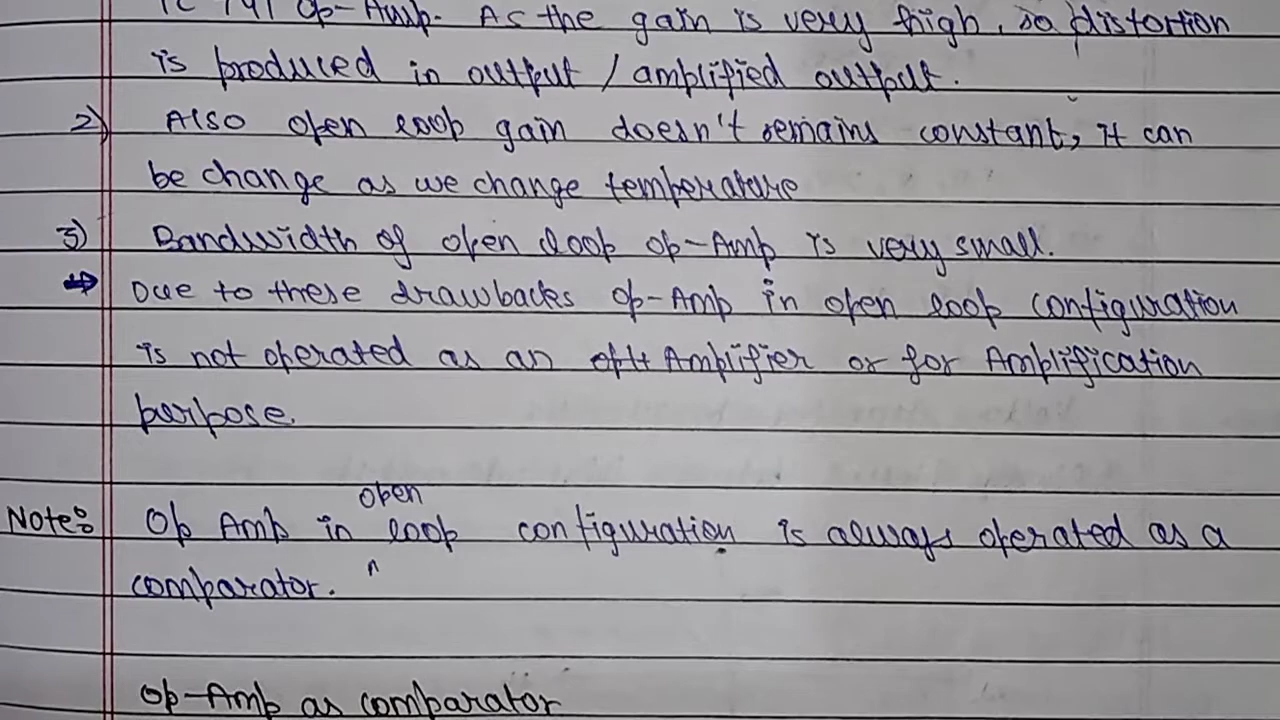 IC 741 Op-Amp. As the gain is very high, so distortion
is produced in output / amplified output.
2) Also open loop gain doesn't remains constant, it can
be change as we change temperature
3) Bandwidth of open loop op-Amp is very small.
⇒ Due to these drawbacks op-Amp in open loop configuration
is not operated as an Amplifier or for Amplification
purpose.
Note: Op Amp in open loop configuration is always operated as a
comparator.
Op-Amp as comparator